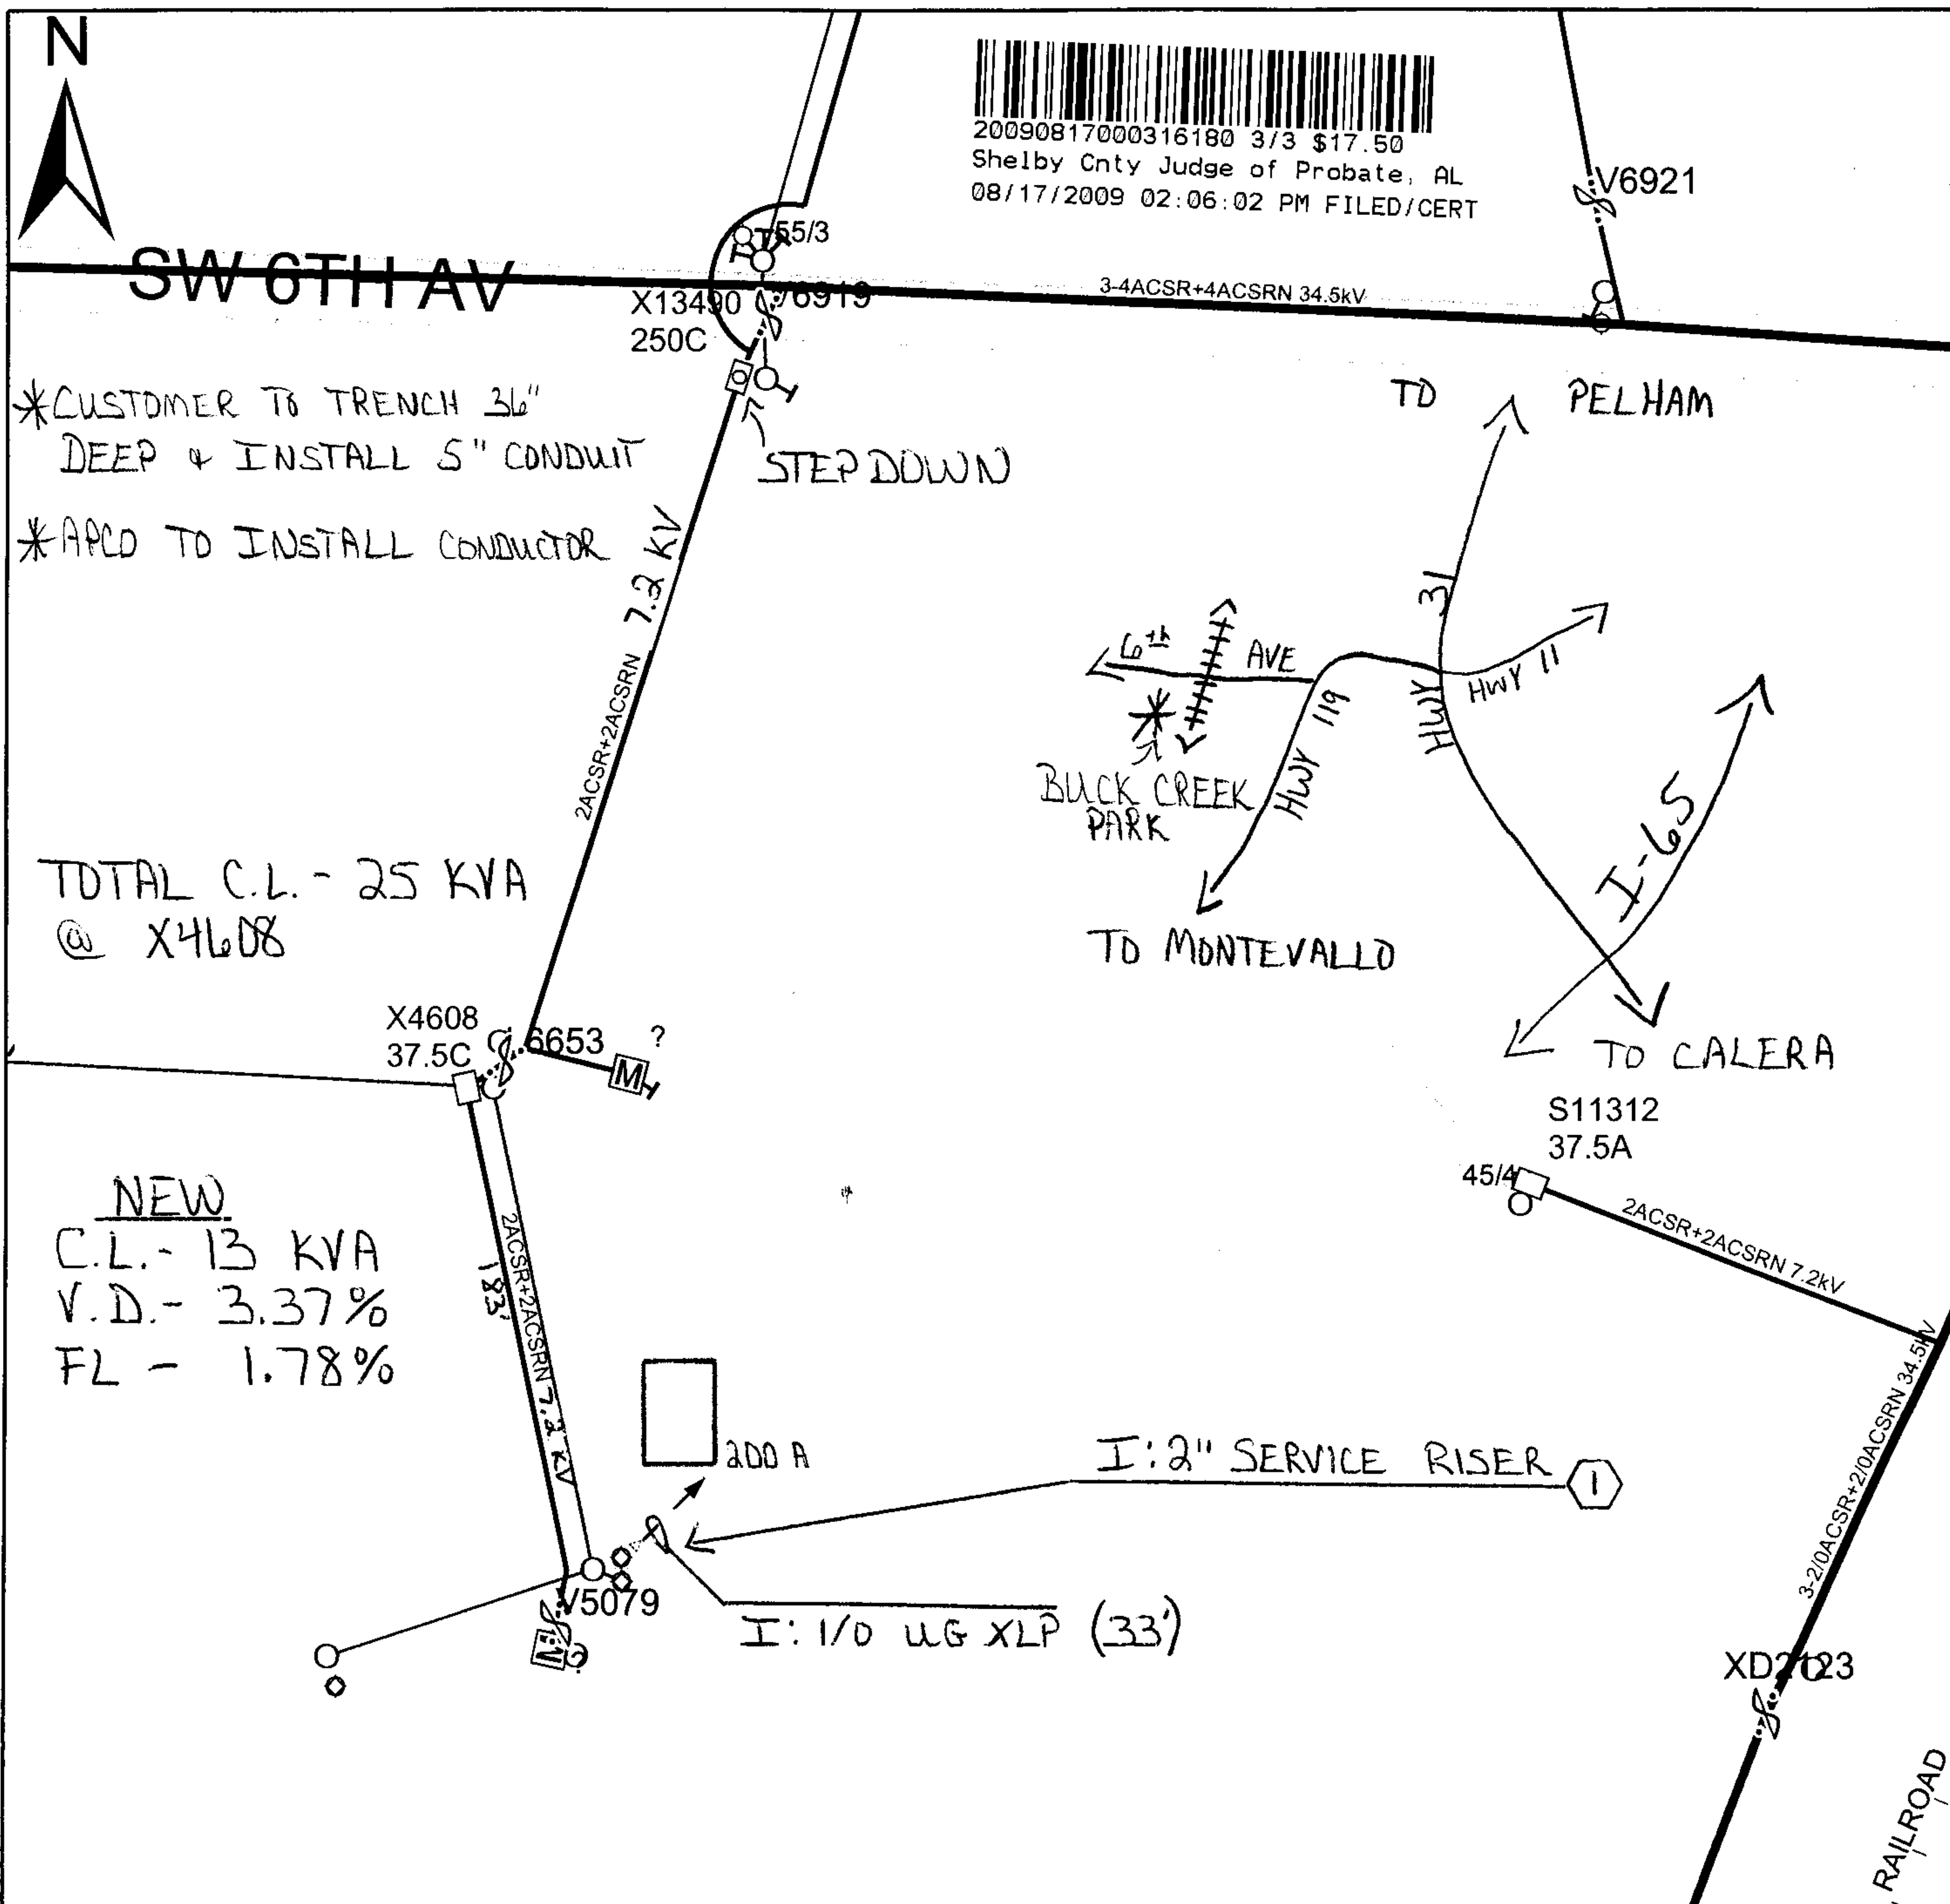 N
20090817000316180 3/3 $17.50
Shelby Cnty Judge of Probate, AL
08/17/2009 02:06:02 PM FILED/CERT
V6921
55/3
SW 6TH AV
X13490
250C
V6919
3-4ACSR+4ACSRN 34.5kV
*CUSTOMER TO TRENCH 36"
DEEP & INSTALL 5" CONDUIT
*APCO TO INSTALL CONDUCTOR
STEP DOWN
2ACSR+2ACSRN 7.2 KV
TO PELHAM
HWY 31
6th AVE
HWY 11
HWY 119
BUCK CREEK
PARK
I-65
TO MONTEVALLO
TO CALERA
TOTAL C.L. - 25 KVA
@ X4608
X4608
37.5C
6653
?
M
S11312
37.5A
45/4
2ACSR+2ACSRN 7.2kV
NEW
C.L. - 13 KVA
V.D. - 3.37%
FL - 1.78%
183'
2ACSR+2ACSRN 7.2 KV
200 A
I: 2" SERVICE RISER 1
V5079
M
?
I: 1/0 UG XLP (33')
3-2/0ACSR+2/0ACSRN 34.5kV
XD2123
RAILROAD